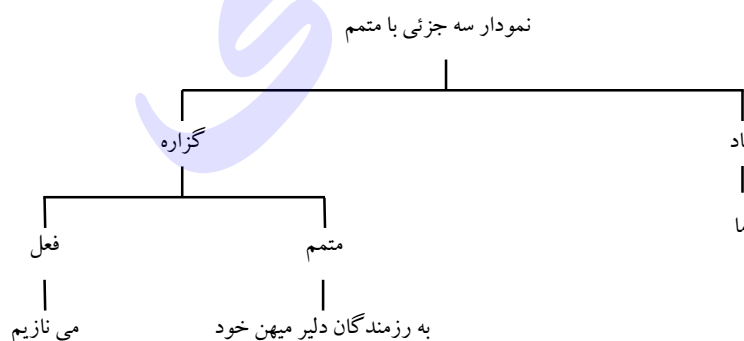 نمودار سه جزئی با متمم
گزاره
فعل
متمم
می نازیم
به رزمندگان دلیر میهن خود